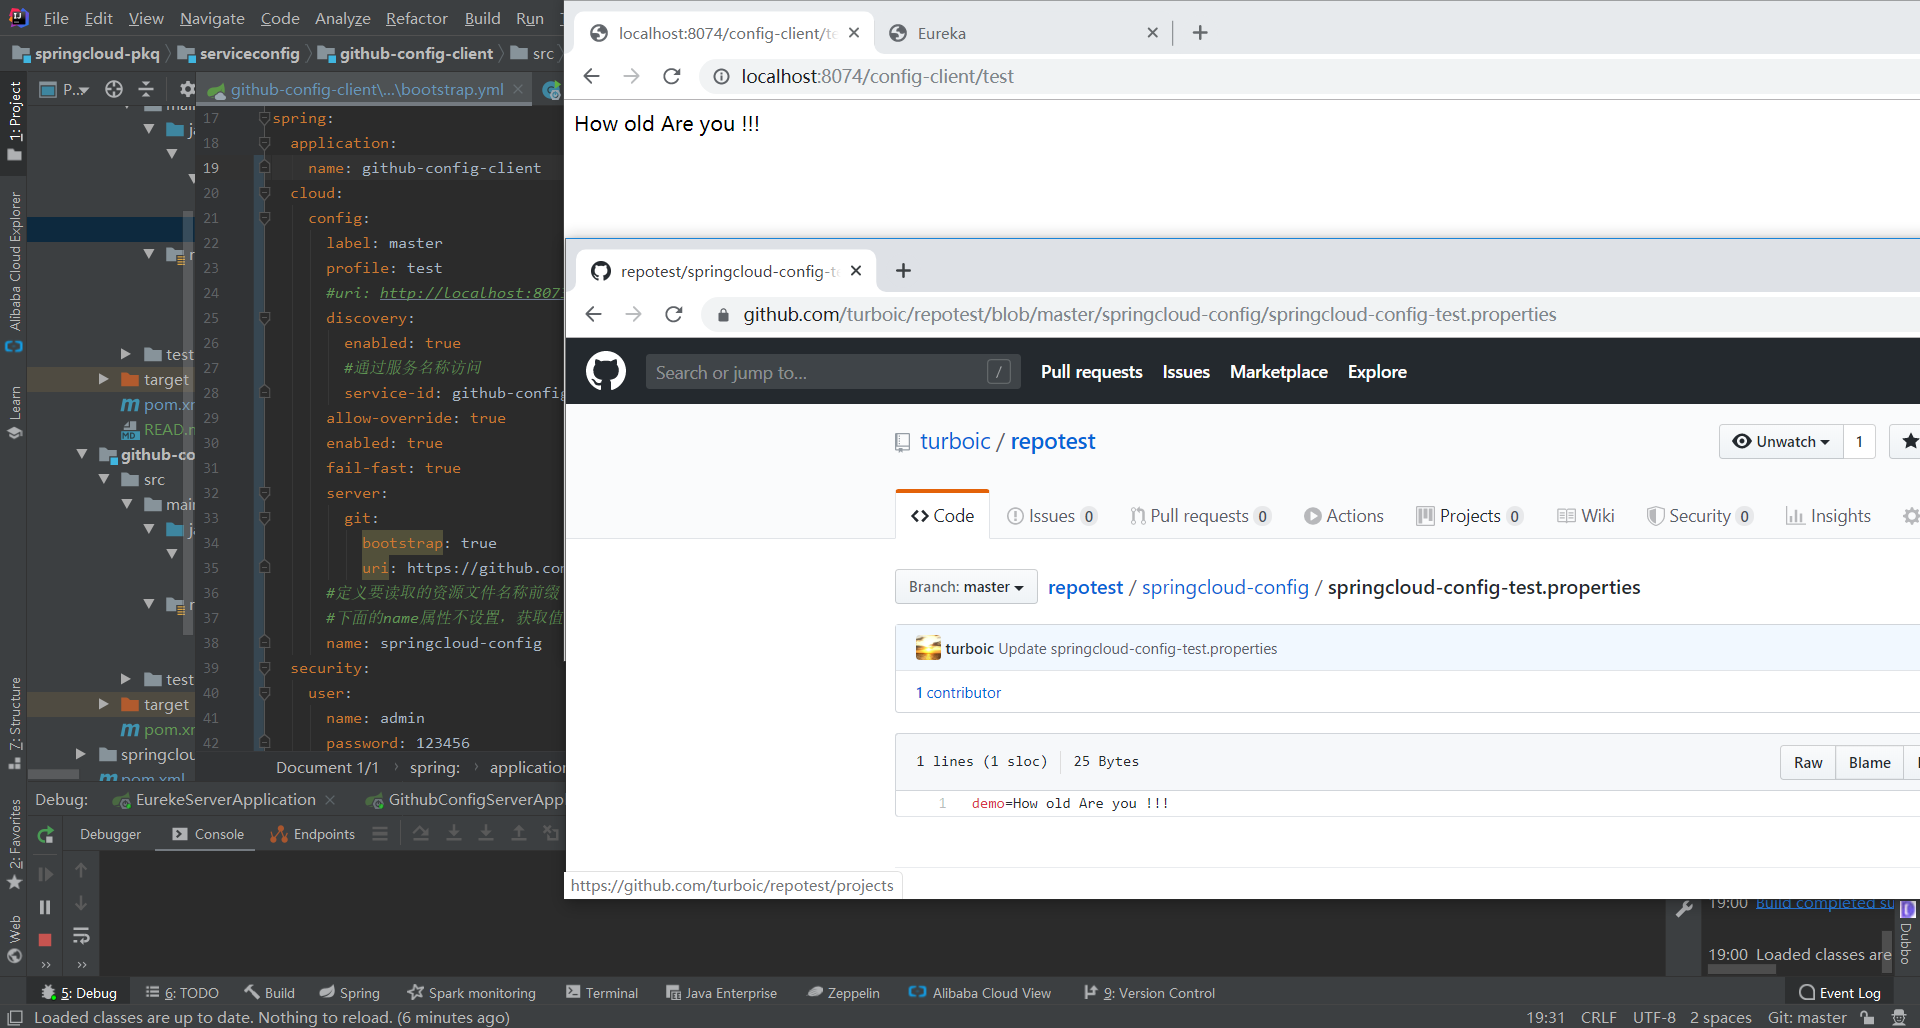 File Edit View Navigate Code Analyze Refactor Build Run
springcloud-pkq serviceconfig github-config-client src
P... github-config-client\...\bootstrap.yml
1: Project
Alibaba Cloud Explorer
Learn
7: Structure
2: Favorites
Web
test
target
pom.xr
READ.r
github-co
src
mai
test
target
pom.xr
springclou
pom.xml
17 spring:
18 application:
19 name: github-config-client
20 cloud:
21 config:
22 label: master
23 profile: test
24 #uri: http://localhost:807
25 discovery:
26 enabled: true
27 #通过服务名称访问
28 service-id: github-config
29 allow-override: true
30 enabled: true
31 fail-fast: true
32 server:
33 git:
34 bootstrap: true
35 uri: https://github.co
36 #定义要读取的资源文件名称前缀
37 #下面的name属性不设置，获取值
38 name: springcloud-config
39 security:
40 user:
41 name: admin
42 password: 123456
Document 1/1 › spring: › application
Debug: EurekeServerApplication GithubConfigServerApp
Debugger Console Endpoints
localhost:8074/config-client/te Eureka
localhost:8074/config-client/test
How old Are you !!!
repotest/springcloud-config-t
github.com/turboic/repotest/blob/master/springcloud-config/springcloud-config-test.properties
Search or jump to... / Pull requests Issues Marketplace Explore
turboic / repotest
Unwatch 1
Code Issues 0 Pull requests 0 Actions Projects 0 Wiki Security 0 Insights
Branch: master repotest / springcloud-config / springcloud-config-test.properties
turboic Update springcloud-config-test.properties
1 contributor
1 lines (1 sloc) 25 Bytes
Raw Blame
1 demo=How old Are you !!!
https://github.com/turboic/repotest/projects
19:00 Build completed su
19:00 Loaded classes are
Dubbo
5: Debug 6: TODO Build Spring Spark monitoring Terminal Java Enterprise Zeppelin Alibaba Cloud View 9: Version Control Event Log
Loaded classes are up to date. Nothing to reload. (6 minutes ago)
19:31 CRLF UTF-8 2 spaces Git: master